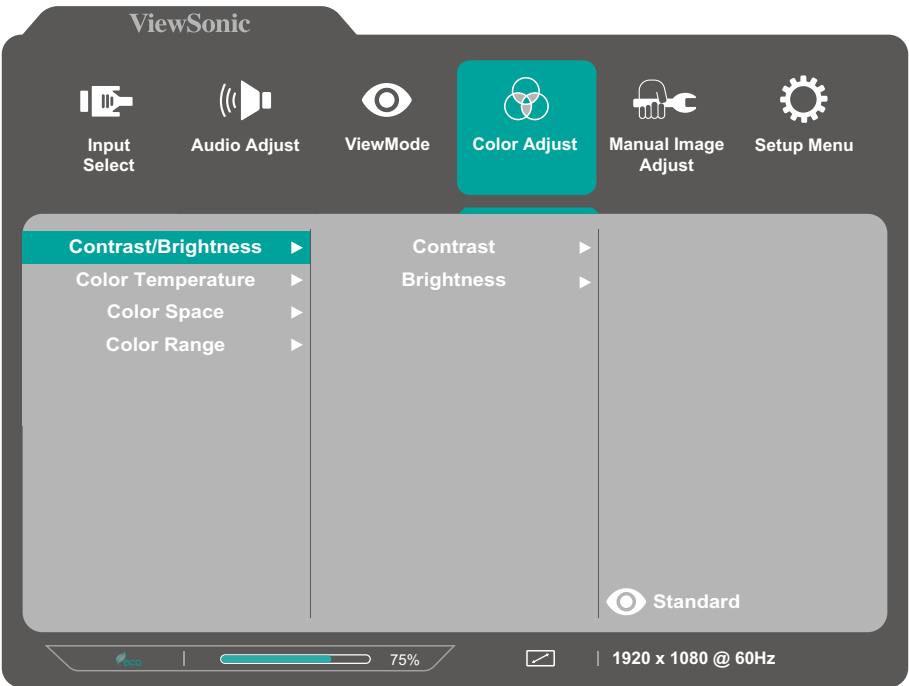 ViewSonic
Input Select
Audio Adjust
ViewMode
Color Adjust
Manual Image Adjust
Setup Menu
Contrast/Brightness
Contrast
Color Temperature
Brightness
Color Space
Color Range
Standard
eco
75%
1920 x 1080 @ 60Hz